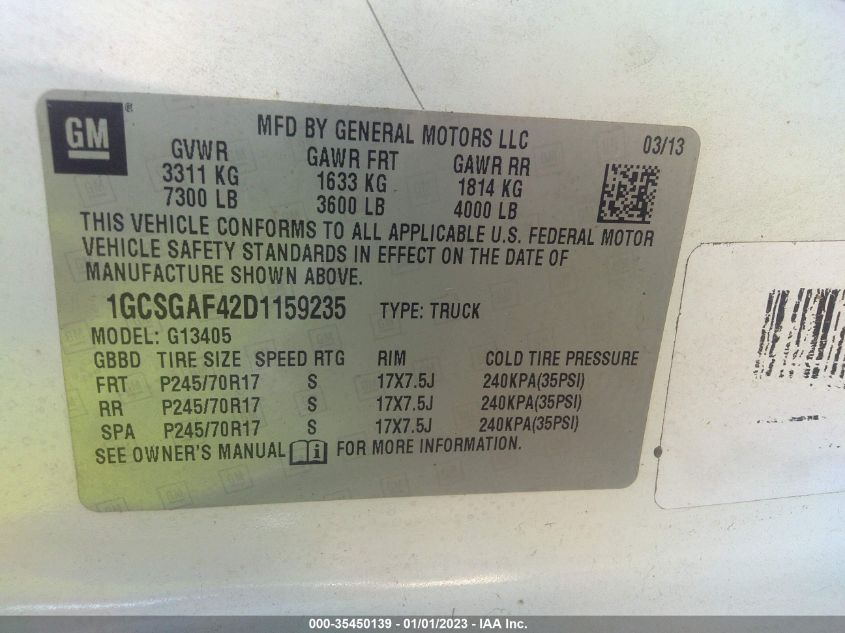 GM ®
MFD BY GENERAL MOTORS LLC 03/13
GVWR GAWR FRT GAWR RR
3311 KG 1633 KG 1814 KG
7300 LB 3600 LB 4000 LB
THIS VEHICLE CONFORMS TO ALL APPLICABLE U.S. FEDERAL MOTOR
VEHICLE SAFETY STANDARDS IN EFFECT ON THE DATE OF
MANUFACTURE SHOWN ABOVE.
1GCSGAF42D1159235 TYPE: TRUCK
MODEL: G13405
GBBD TIRE SIZE SPEED RTG RIM COLD TIRE PRESSURE
FRT P245/70R17 S 17X7.5J 240KPA(35PSI)
RR P245/70R17 S 17X7.5J 240KPA(35PSI)
SPA P245/70R17 S 17X7.5J 240KPA(35PSI)
SEE OWNER'S MANUAL i FOR MORE INFORMATION.
000-35450139 - 01/01/2023 - IAA Inc.